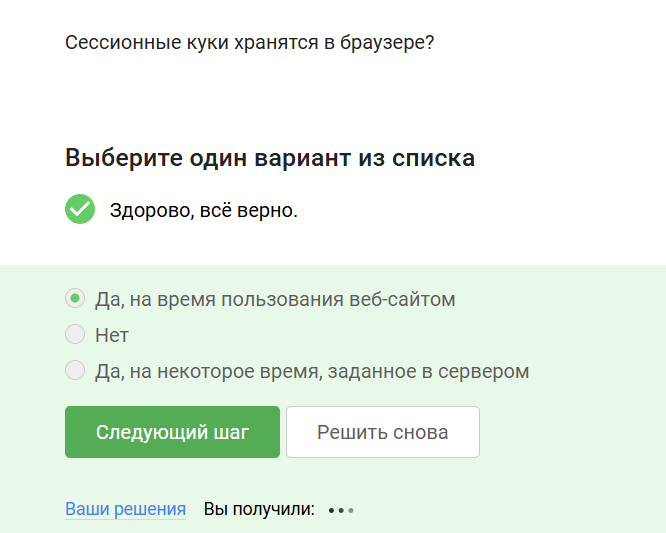 Сессионные куки хранятся в браузере?
Выберите один вариант из списка
Здорово, всё верно.
Да, на время пользования веб-сайтом
Нет
Да, на некоторое время, заданное в сервером
Следующий шаг Решить снова
Ваши решения Вы получили: